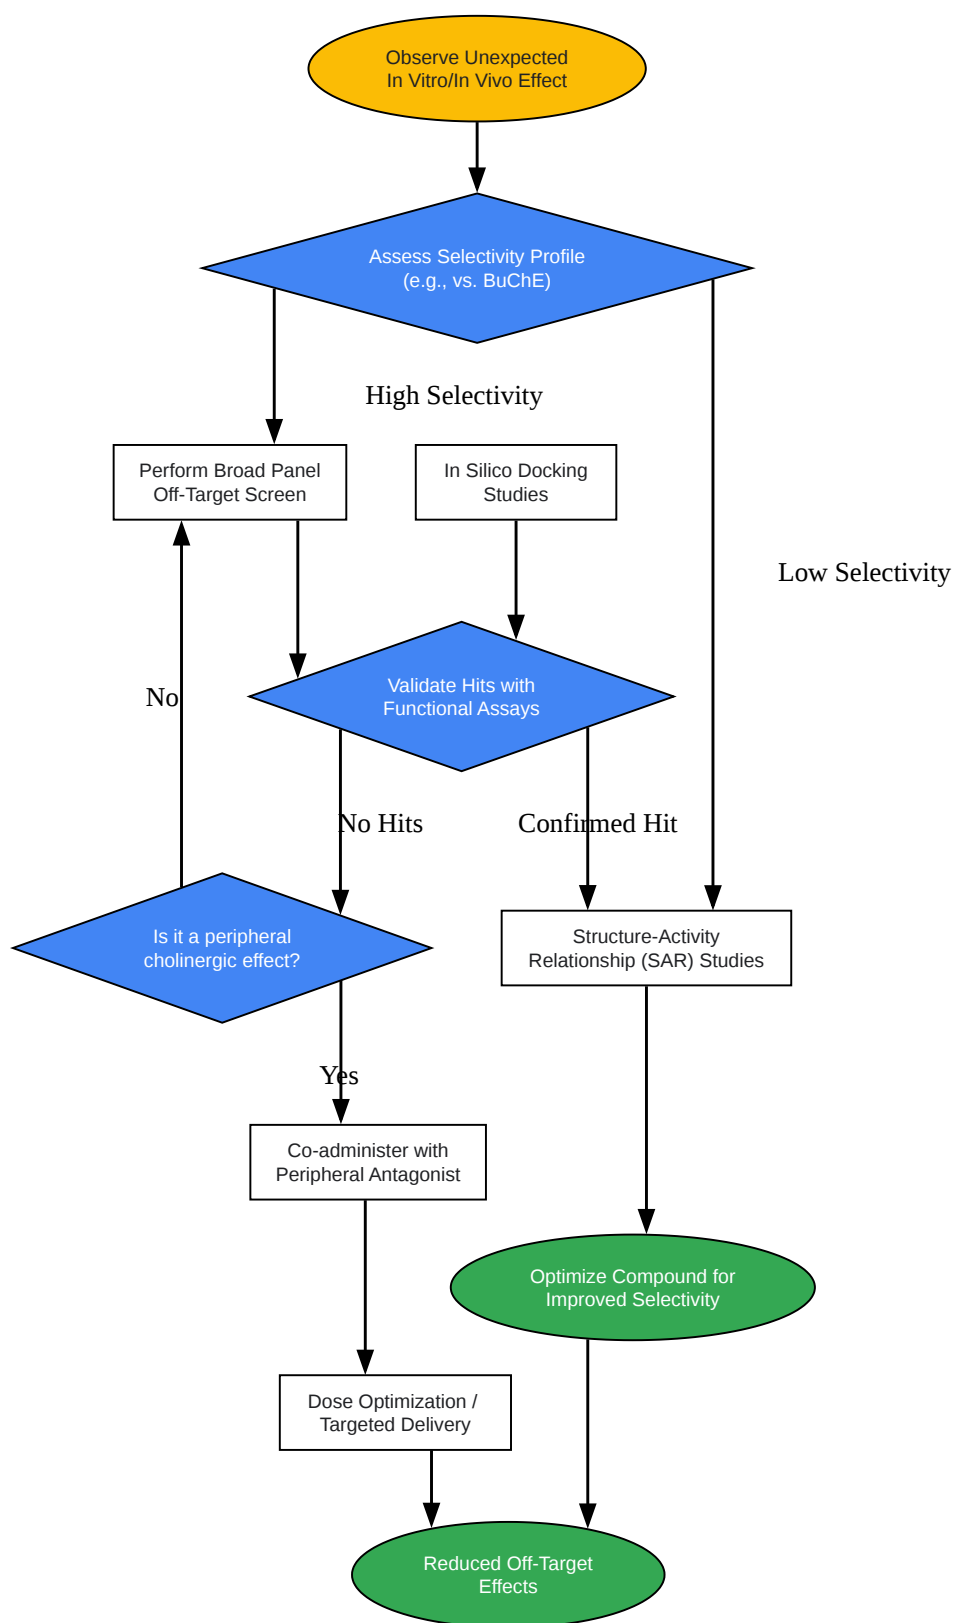 Observe Unexpected
In Vitro/In Vivo Effect
Assess Selectivity Profile
(e.g., vs. BuChE)
High Selectivity
Perform Broad Panel
Off-Target Screen
In Silico Docking
Studies
Low Selectivity
Validate Hits with
Functional Assays
No
No Hits
Confirmed Hit
Is it a peripheral
cholinergic effect?
Structure-Activity
Relationship (SAR) Studies
Yes
Co-administer with
Peripheral Antagonist
Optimize Compound for
Improved Selectivity
Dose Optimization /
Targeted Delivery
Reduced Off-Target
Effects